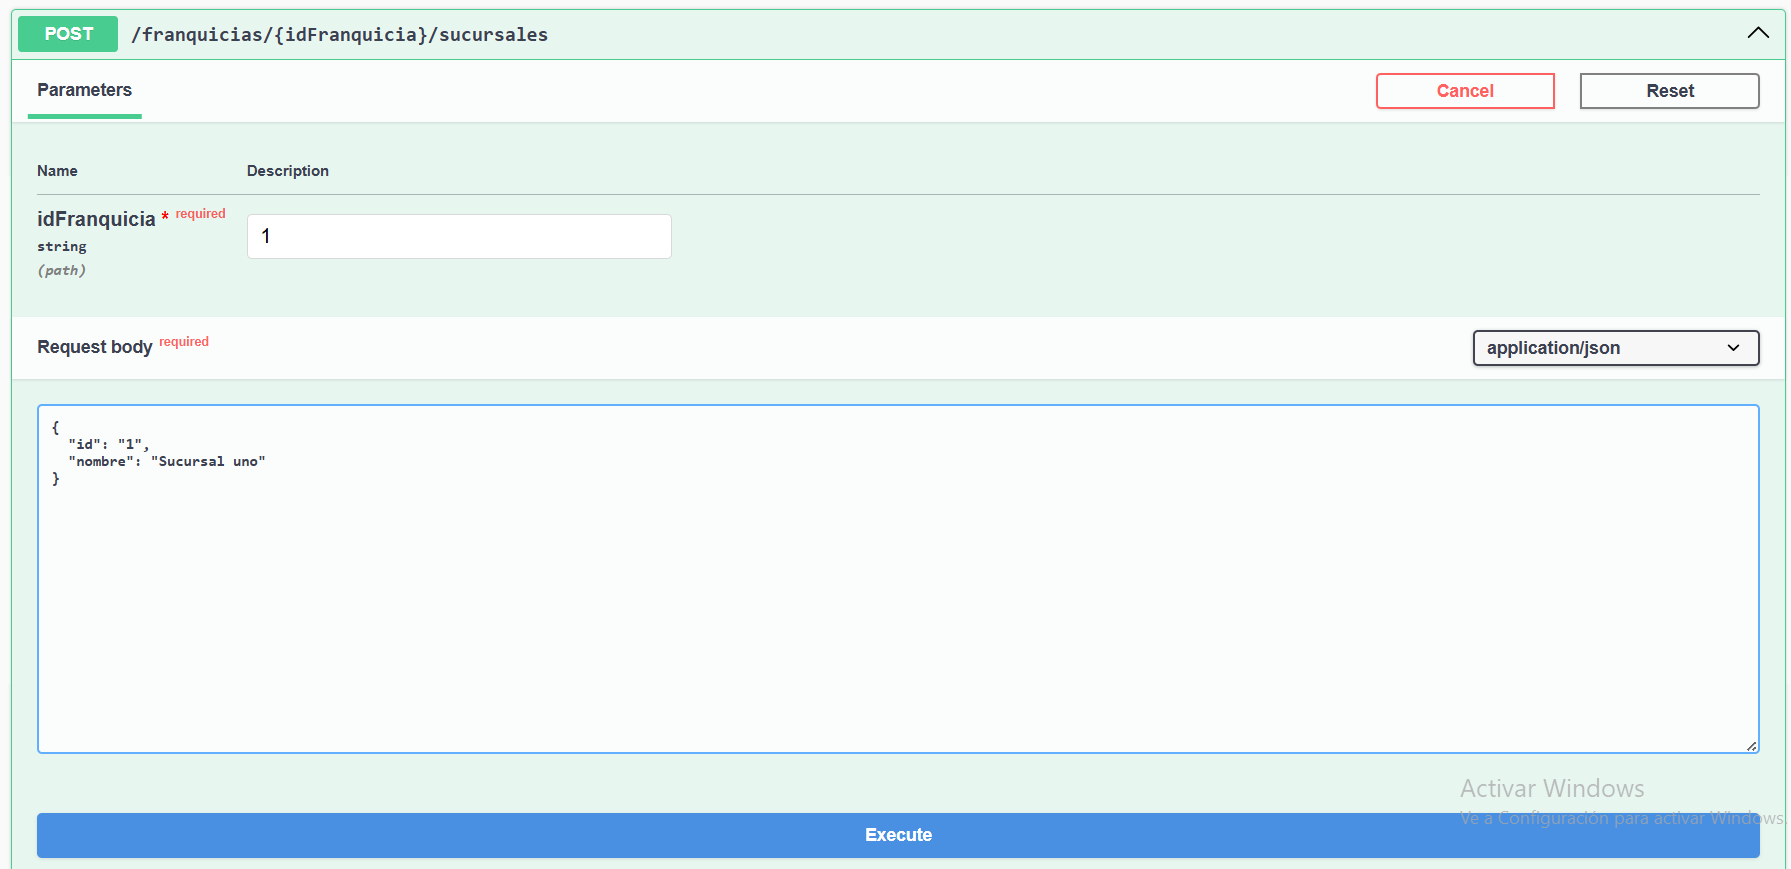 POST /franquicias/{idFranquicia}/sucursales
Parameters
Cancel
Reset
Name Description
idFranquicia * required
string
(path)
1
Request body required
application/json
{
  "id": "1",
  "nombre": "Sucursal uno"
}
Activar Windows
Ve a Configuración para activar Windows.
Execute